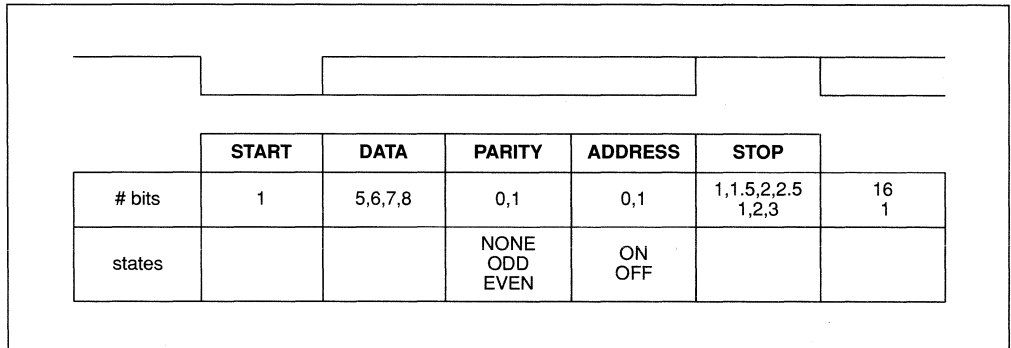 START DATA PARITY ADDRESS STOP
# bits 1 5,6,7,8 0,1 0,1 1,1.5,2,2.5 16
1,2,3 1
states NONE ON
ODD OFF
EVEN